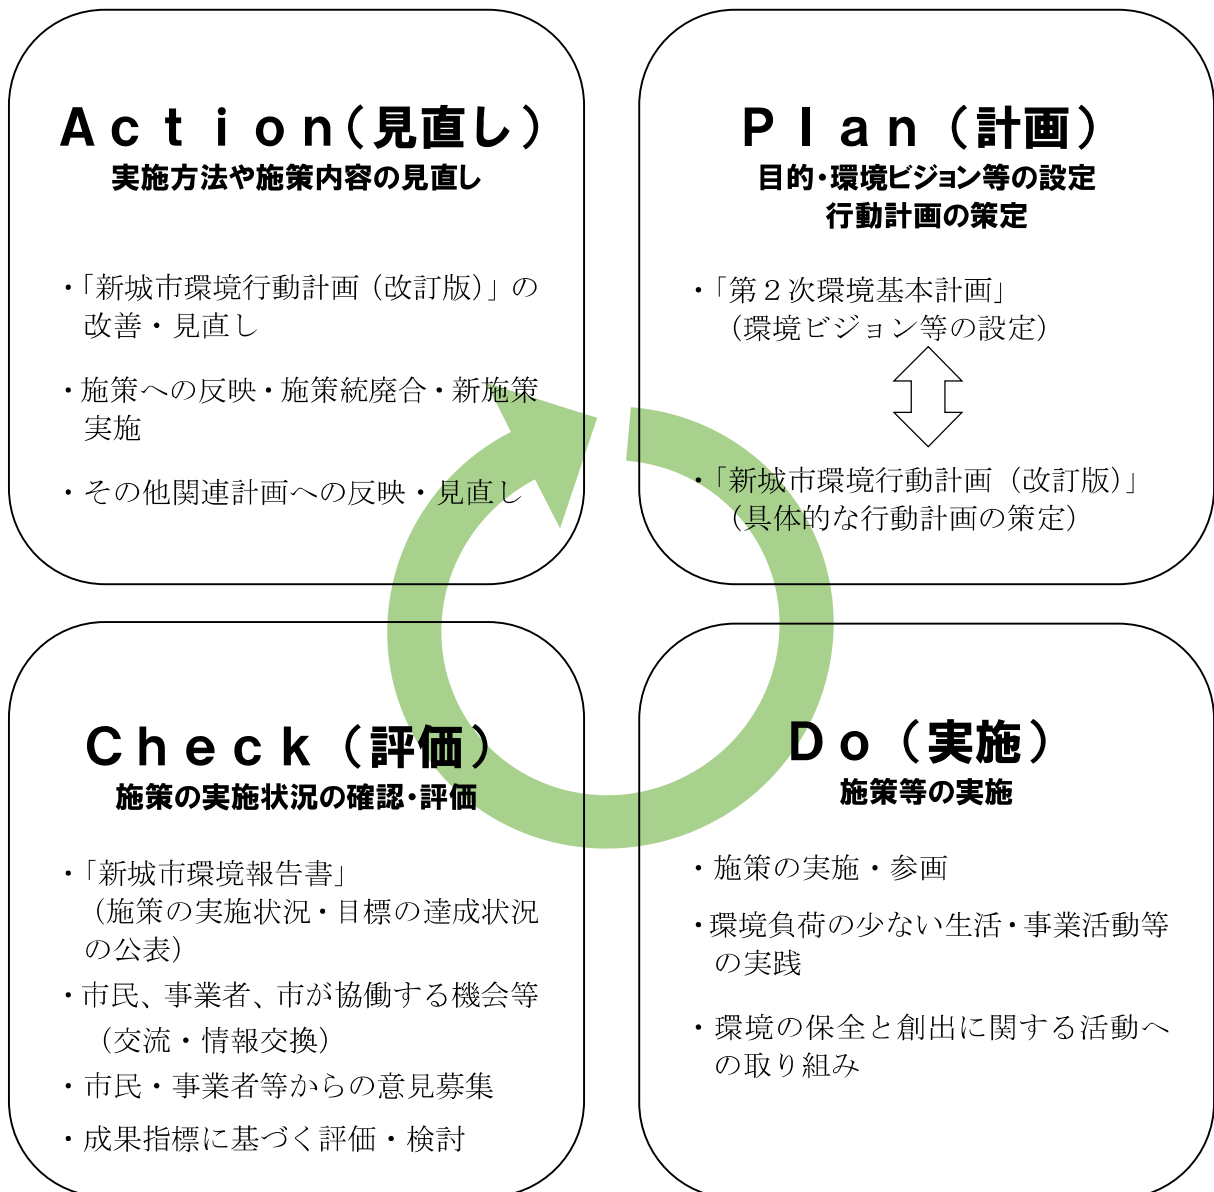 Action(見直し)
実施方法や施策内容の見直し
・「新城市環境行動計画（改訂版）」の
改善・見直し
・施策への反映・施策統廃合・新施策
実施
・その他関連計画への反映・見直し
Plan（計画）
目的・環境ビジョン等の設定
行動計画の策定
・「第２次環境基本計画」
（環境ビジョン等の設定）
・「新城市環境行動計画（改訂版）」
（具体的な行動計画の策定）
Check（評価）
施策の実施状況の確認・評価
・「新城市環境報告書」
（施策の実施状況・目標の達成状況
の公表）
・市民、事業者、市が協働する機会等
（交流・情報交換）
・市民・事業者等からの意見募集
・成果指標に基づく評価・検討
Do（実施）
施策等の実施
・施策の実施・参画
・環境負荷の少ない生活・事業活動等
の実践
・環境の保全と創出に関する活動へ
の取り組み